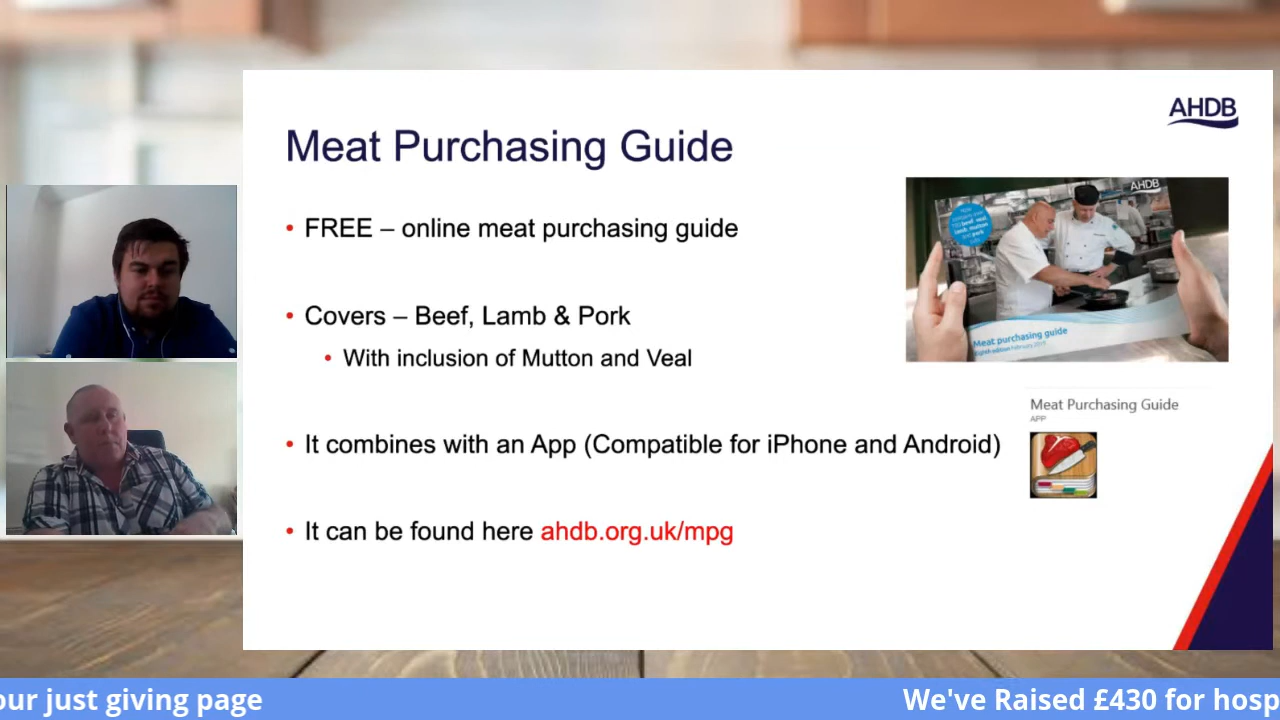 AHDB
Meat Purchasing Guide
• FREE – online meat purchasing guide
• Covers – Beef, Lamb & Pork
• With inclusion of Mutton and Veal
• It combines with an App (Compatible for iPhone and Android)
• It can be found here ahdb.org.uk/mpg
AHDB
Meat purchasing guide
Meat Purchasing Guide
APP
our just giving page
We've Raised £430 for hosp